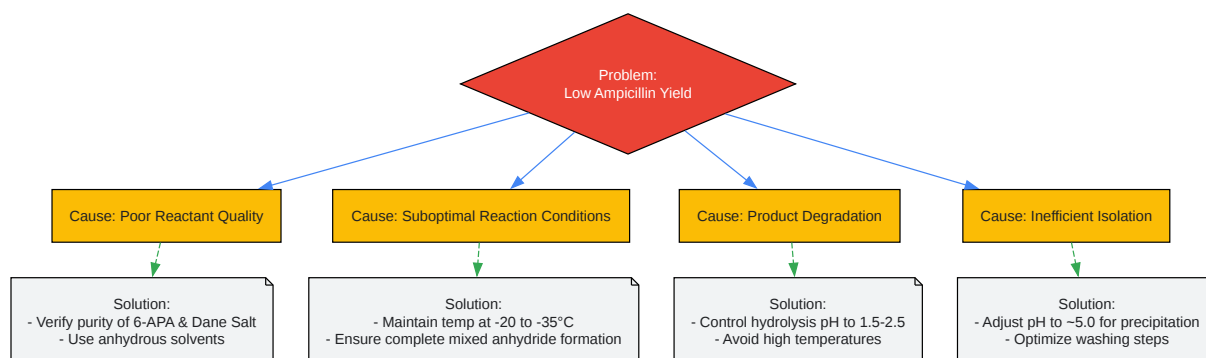 Problem:
Low Ampicillin Yield
Cause: Poor Reactant Quality
Cause: Suboptimal Reaction Conditions
Cause: Product Degradation
Cause: Inefficient Isolation
Solution:
- Verify purity of 6-APA & Dane Salt
- Use anhydrous solvents
Solution:
- Maintain temp at -20 to -35°C
- Ensure complete mixed anhydride formation
Solution:
- Control hydrolysis pH to 1.5-2.5
- Avoid high temperatures
Solution:
- Adjust pH to ~5.0 for precipitation
- Optimize washing steps